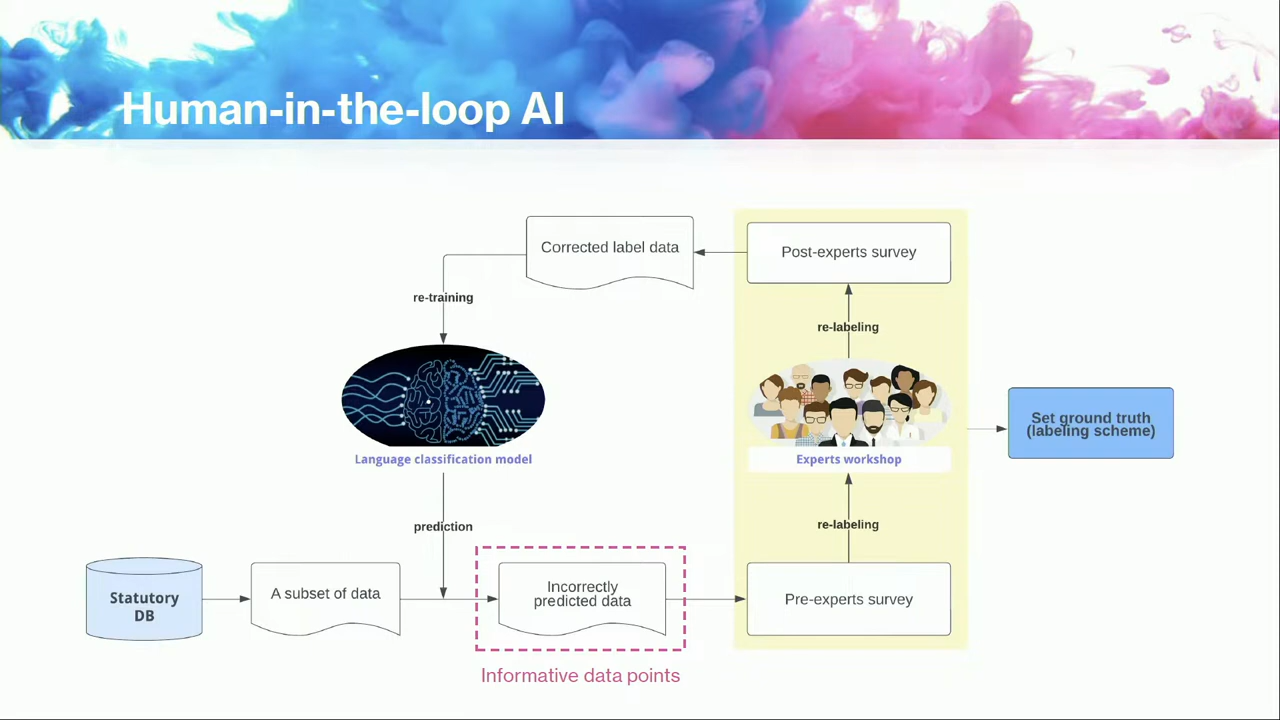 Human-in-the-loop AI
Corrected label data
Post-experts survey
re-training
re-labeling
Set ground truth
(labeling scheme)
Language classification model
Experts workshop
prediction
re-labeling
Statutory
DB
A subset of data
Incorrectly
predicted data
Pre-experts survey
Informative data points